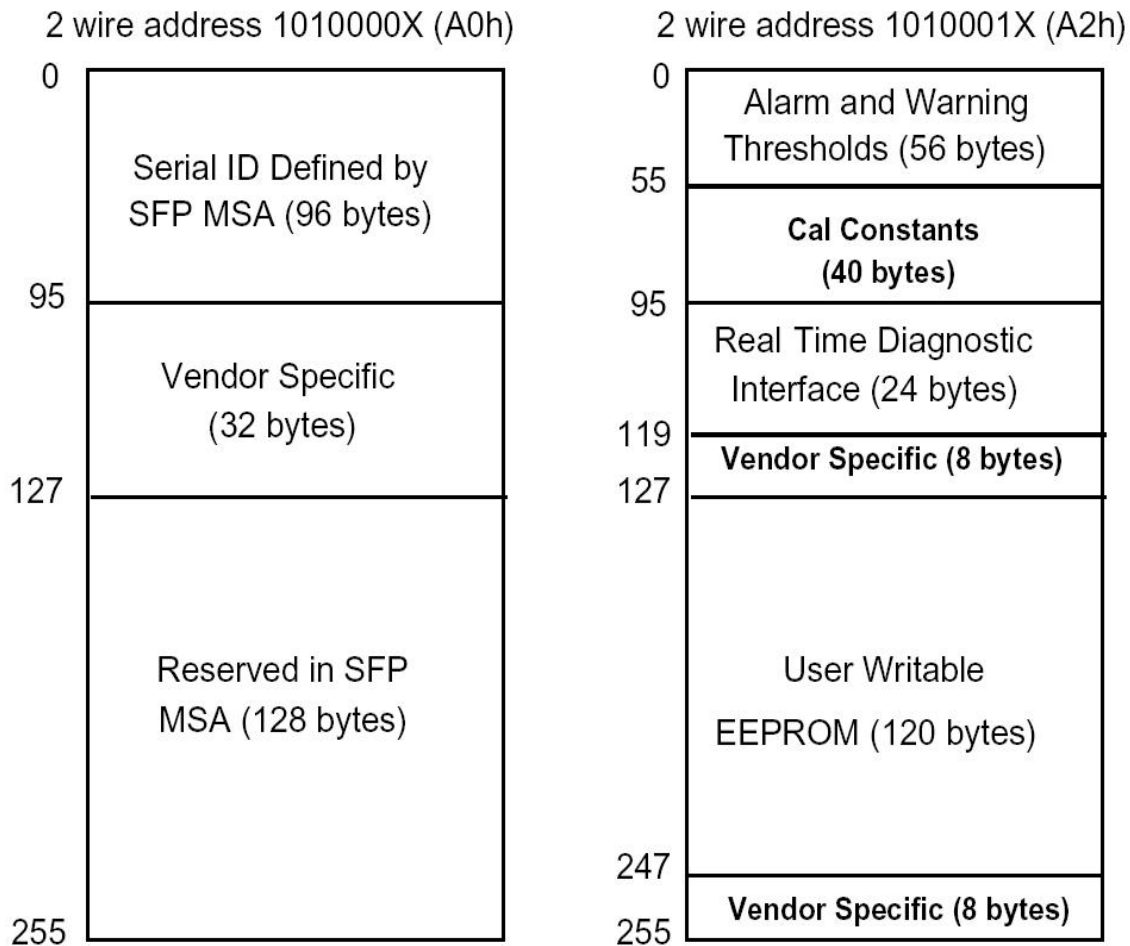 2 wire address 1010000X (A0h)
0
Serial ID Defined by
SFP MSA (96 bytes)
95
Vendor Specific
(32 bytes)
127
Reserved in SFP
MSA (128 bytes)
255
2 wire address 1010001X (A2h)
0
Alarm and Warning
Thresholds (56 bytes)
55
Cal Constants
(40 bytes)
95
Real Time Diagnostic
Interface (24 bytes)
119
Vendor Specific (8 bytes)
127
User Writable
EEPROM (120 bytes)
247
Vendor Specific (8 bytes)
255